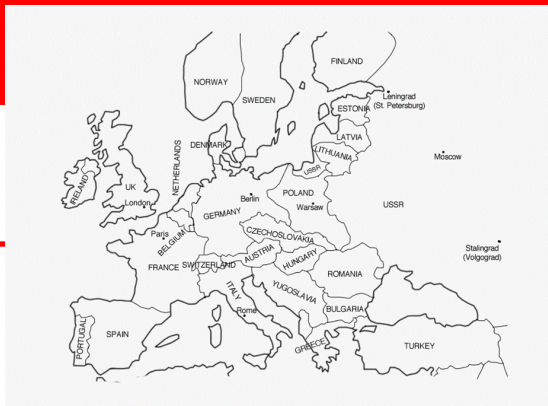 FINLAND
NORWAY
SWEDEN
Leningrad
(St. Petersburg)
ESTONIA
LATVIA
DENMARK
LITHUANIA
Moscow
USSR
NETHERLANDS
IRELAND
UK
London
Berlin
POLAND
Warsaw
USSR
GERMANY
Paris
BELGIUM
CZECHOSLOVAKIA
Stalingrad
(Volgograd)
FRANCE
SWITZERLAND
AUSTRIA
HUNGARY
ROMANIA
ITALY
YUGOSLAVIA
Rome
BULGARIA
PORTUGAL
SPAIN
GREECE
TURKEY